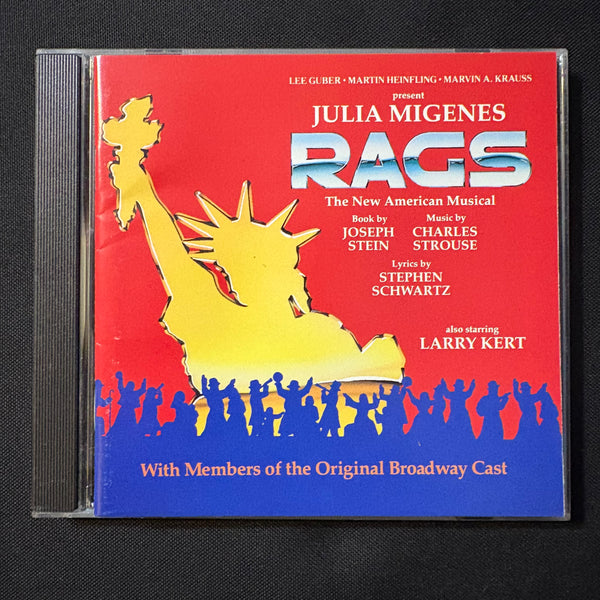 LEE GUBER • MARTIN HEINFLING • MARVIN A. KRAUSS
present
JULIA MIGENES
RAGS
The New American Musical
Book by
JOSEPH
STEIN
Music by
CHARLES
STROUSE
Lyrics by
STEPHEN
SCHWARTZ
also starring
LARRY KERT
With Members of the Original Broadway Cast